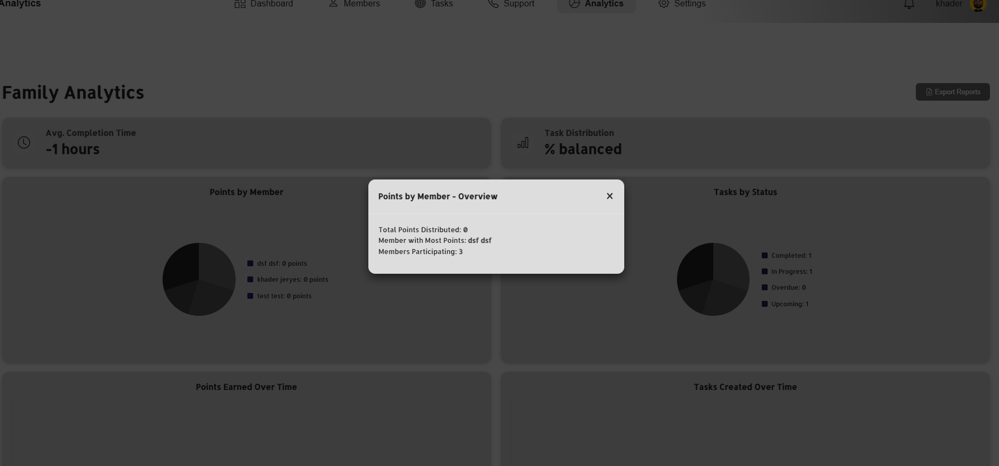 Analytics
Dashboard
Members
Tasks
Support
Analytics
Settings
khader
Family Analytics
Export Reports
Avg. Completion Time
-1 hours
Task Distribution
% balanced
Points by Member
dsf dsf: 0 points
khader jeryes: 0 points
test test: 0 points
Points by Member - Overview
×
Total Points Distributed: 0
Member with Most Points: dsf dsf
Members Participating: 3
Tasks by Status
Completed: 1
In Progress: 1
Overdue: 0
Upcoming: 1
Points Earned Over Time
Tasks Created Over Time